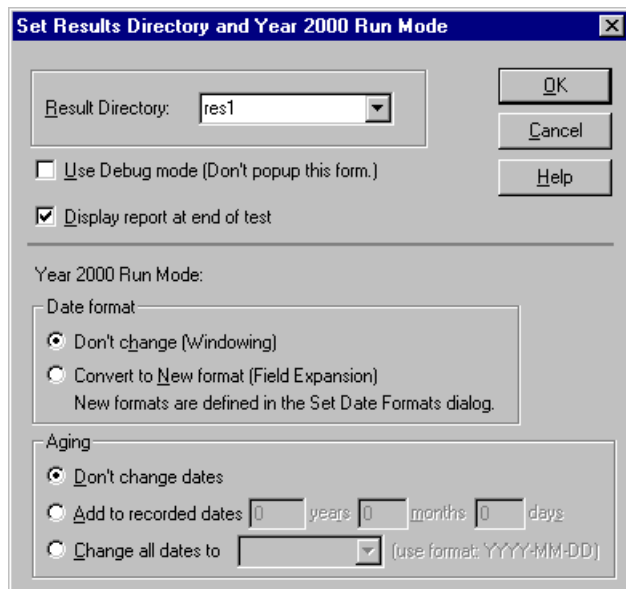 Set Results Directory and Year 2000 Run Mode
Result Directory: res1
OK
Cancel
Help
Use Debug mode (Don't popup this form.)
Display report at end of test
Year 2000 Run Mode:
Date format
Don't change (Windowing)
Convert to New format (Field Expansion)
New formats are defined in the Set Date Formats dialog.
Aging
Don't change dates
Add to recorded dates 0 years 0 months 0 days
Change all dates to (use format: YYYY-MM-DD)